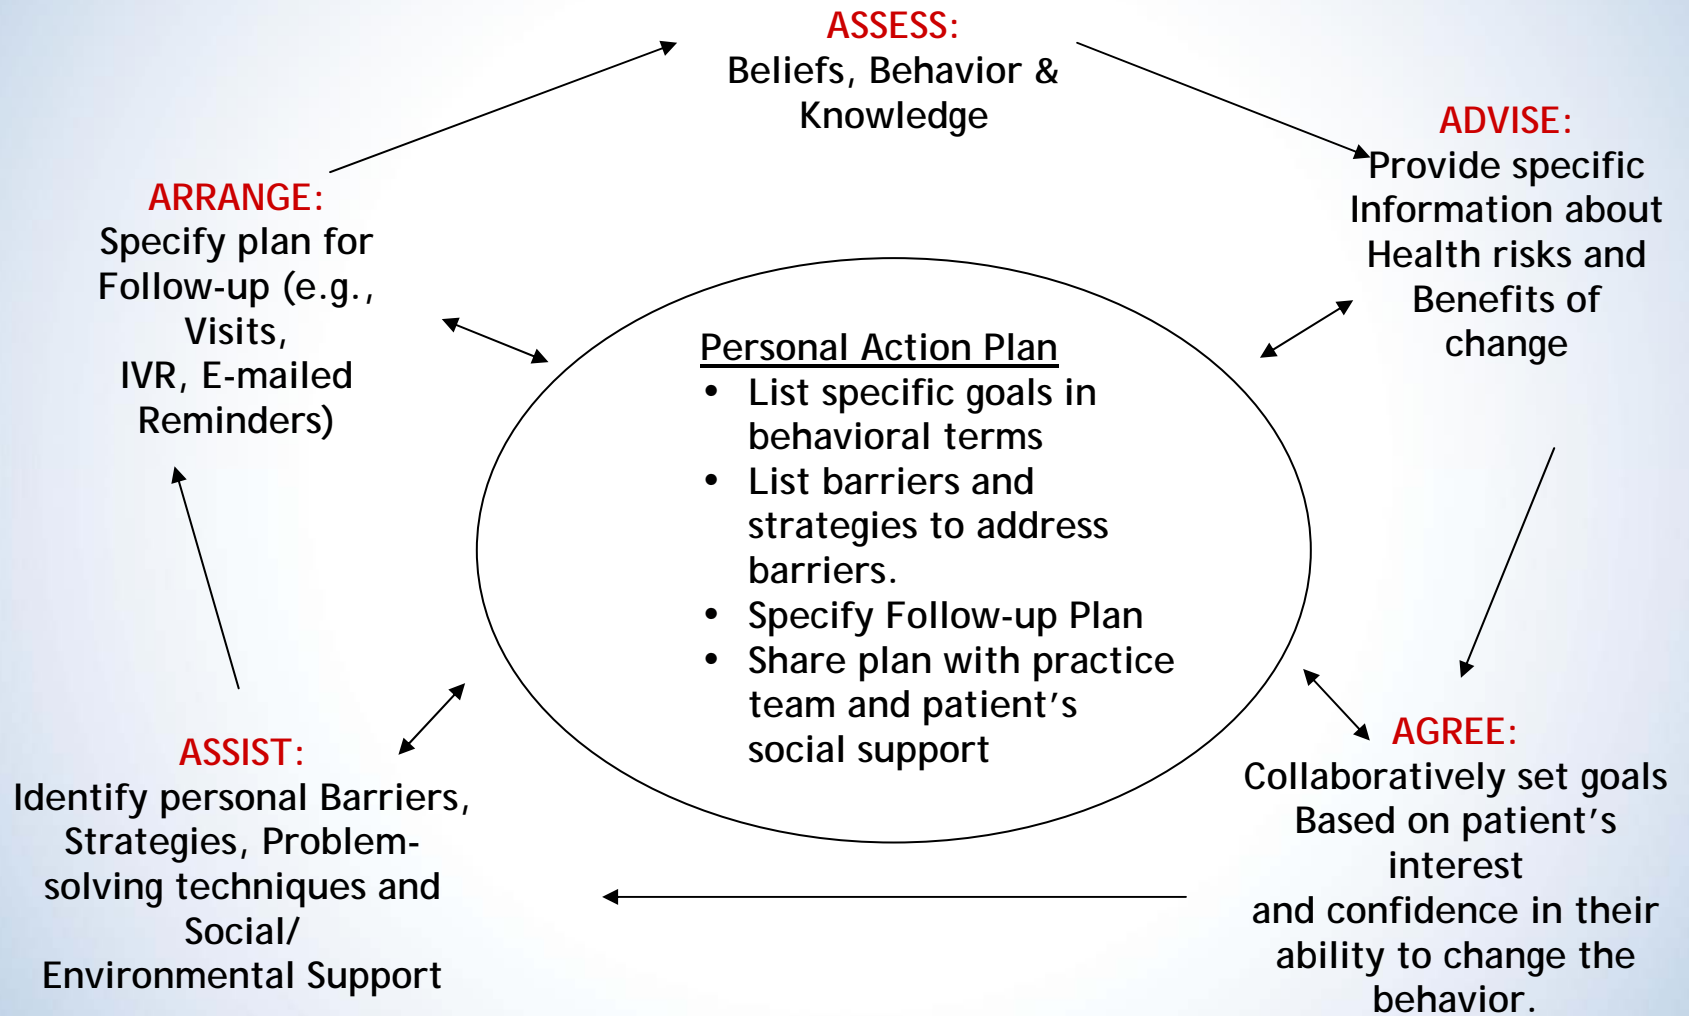 ASSESS:
Beliefs, Behavior &
Knowledge
ADVISE:
Provide specific
Information about
Health risks and
Benefits of
change
AGREE:
Collaboratively set goals
Based on patient’s
interest
and confidence in their
ability to change the
behavior.
ASSIST:
Identify personal Barriers,
Strategies, Problem-
solving techniques and
Social/
Environmental Support
ARRANGE:
Specify plan for
Follow-up (e.g.,
Visits,
IVR, E-mailed
Reminders)
Personal Action Plan
• List specific goals in
behavioral terms
• List barriers and
strategies to address
barriers.
• Specify Follow-up Plan
• Share plan with practice
team and patient’s
social support